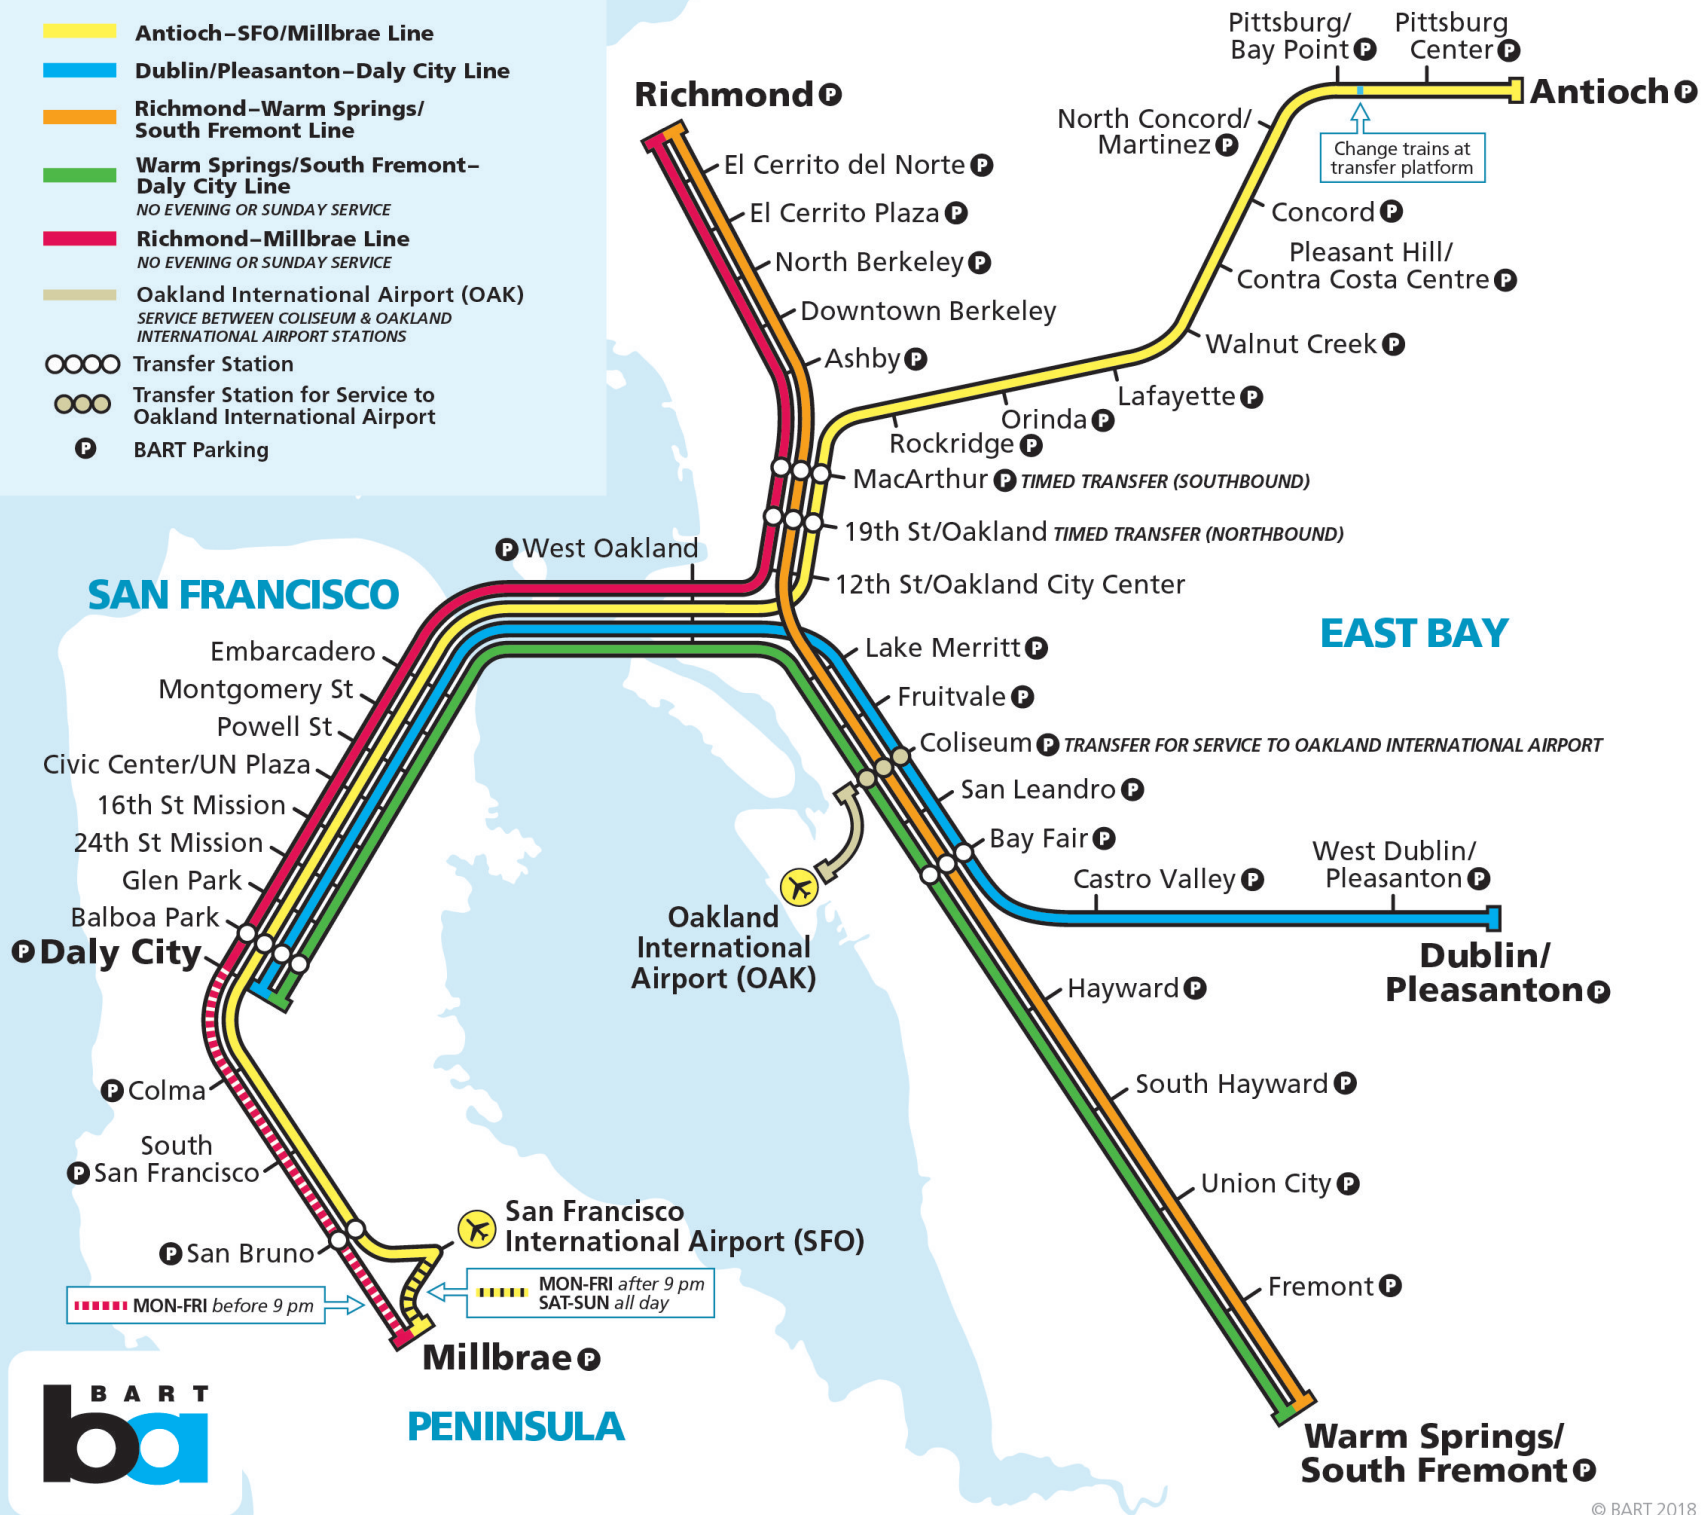 Antioch–SFO/Millbrae Line
Dublin/Pleasanton–Daly City Line
Richmond–Warm Springs/
South Fremont Line
Warm Springs/South Fremont–
Daly City Line
NO EVENING OR SUNDAY SERVICE
Richmond–Millbrae Line
NO EVENING OR SUNDAY SERVICE
Oakland International Airport (OAK)
SERVICE BETWEEN COLISEUM & OAKLAND
INTERNATIONAL AIRPORT STATIONS
Transfer Station
Transfer Station for Service to
Oakland International Airport
P BART Parking
Richmond P
El Cerrito del Norte P
El Cerrito Plaza P
North Berkeley P
Downtown Berkeley
Ashby P
Pittsburg/
Bay Point P
Pittsburg
Center P
Antioch P
Change trains at
transfer platform
North Concord/
Martinez P
Concord P
Pleasant Hill/
Contra Costa Centre P
Walnut Creek P
Lafayette P
Orinda P
Rockridge P
MacArthur P TIMED TRANSFER (SOUTHBOUND)
19th St/Oakland TIMED TRANSFER (NORTHBOUND)
12th St/Oakland City Center
P West Oakland
SAN FRANCISCO
EAST BAY
Embarcadero
Montgomery St
Powell St
Civic Center/UN Plaza
16th St Mission
24th St Mission
Glen Park
Balboa Park
P Daly City
Lake Merritt P
Fruitvale P
Coliseum P TRANSFER FOR SERVICE TO OAKLAND INTERNATIONAL AIRPORT
San Leandro P
Bay Fair P
Castro Valley P
West Dublin/
Pleasanton P
Dublin/
Pleasanton P
Oakland
International
Airport (OAK)
Hayward P
South Hayward P
Union City P
Fremont P
Warm Springs/
South Fremont P
P Colma
South
P San Francisco
P San Bruno
San Francisco
International Airport (SFO)
MON-FRI before 9 pm
MON-FRI after 9 pm
SAT-SUN all day
Millbrae P
PENINSULA
BART
ba
© BART 2018